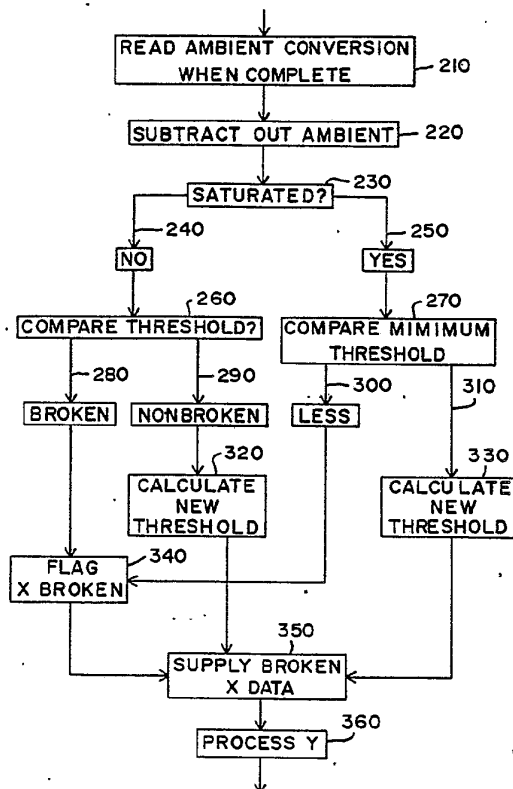 READ AMBIENT CONVERSION
WHEN COMPLETE
210
SUBTRACT OUT AMBIENT
220
230
SATURATED?
240
250
NO
YES
260
270
COMPARE THRESHOLD?
COMPARE MIMIMUM
THRESHOLD
280
290
300
310
BROKEN
NONBROKEN
LESS
320
330
CALCULATE
NEW
THRESHOLD
CALCULATE
NEW
THRESHOLD
340
FLAG
X BROKEN
350
SUPPLY BROKEN
X DATA
360
PROCESS Y